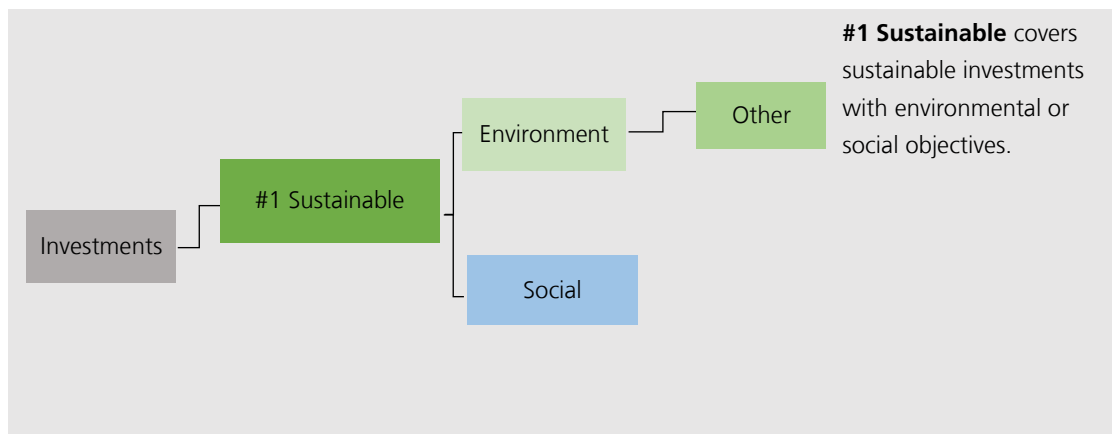 #1 Sustainable covers
sustainable investments
with environmental or
social objectives.
Other
Environment
#1 Sustainable
Investments
Social